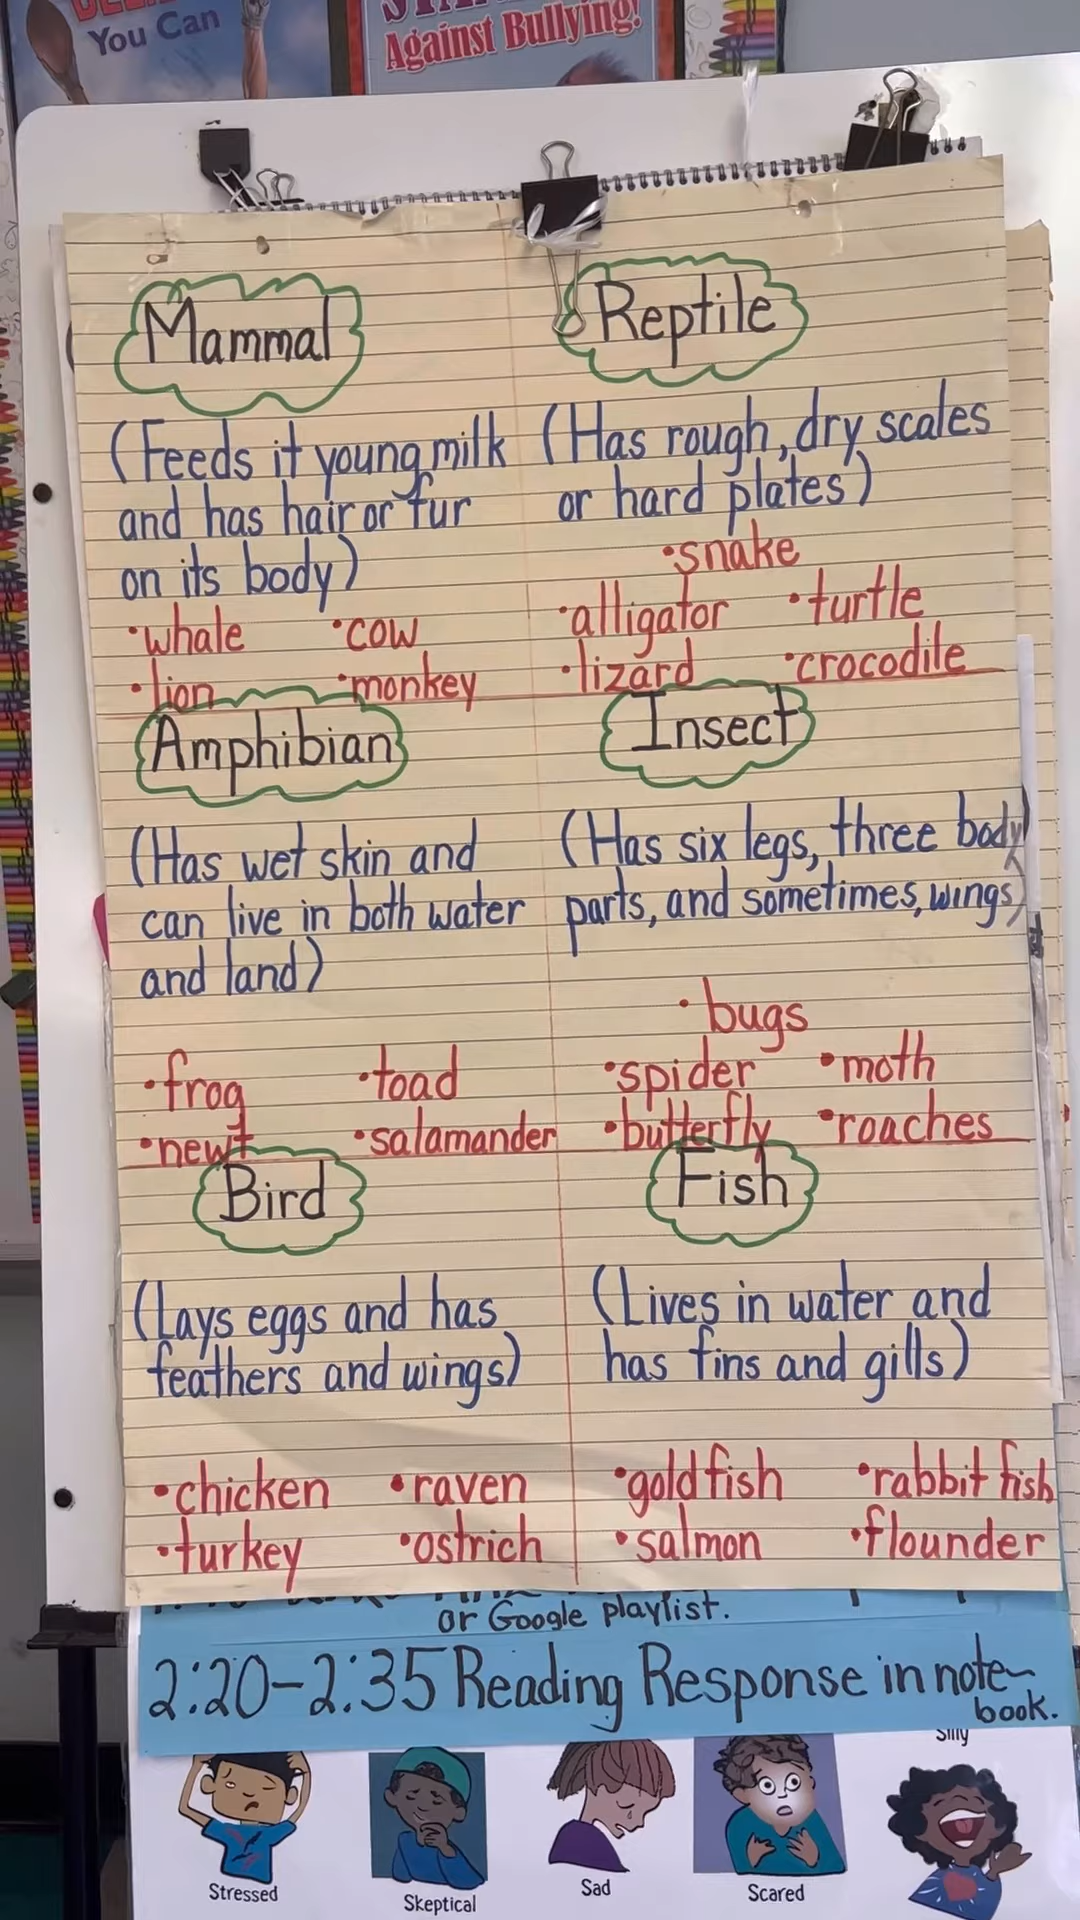 You Can
Against Bullying!
Mammal
(Feeds it young milk
and has hair or fur
on its body)
•whale •cow
•lion •monkey
Reptile
(Has rough, dry scales
or hard plates)
•snake
•alligator •turtle
•lizard •crocodile
Amphibian
(Has wet skin and
can live in both water
and land)
•frog •toad
•newt •salamander
Insect
(Has six legs, three body
parts, and sometimes, wings)
•bugs
•spider •moth
•butterfly •roaches
Bird
(Lays eggs and has
feathers and wings)
•chicken •raven
•turkey •ostrich
Fish
(Lives in water and
has fins and gills)
•goldfish •rabbit fish
•salmon •flounder
or Google playlist.
2:20-2:35 Reading Response in note-
book.
Silly
Stressed
Skeptical
Sad
Scared